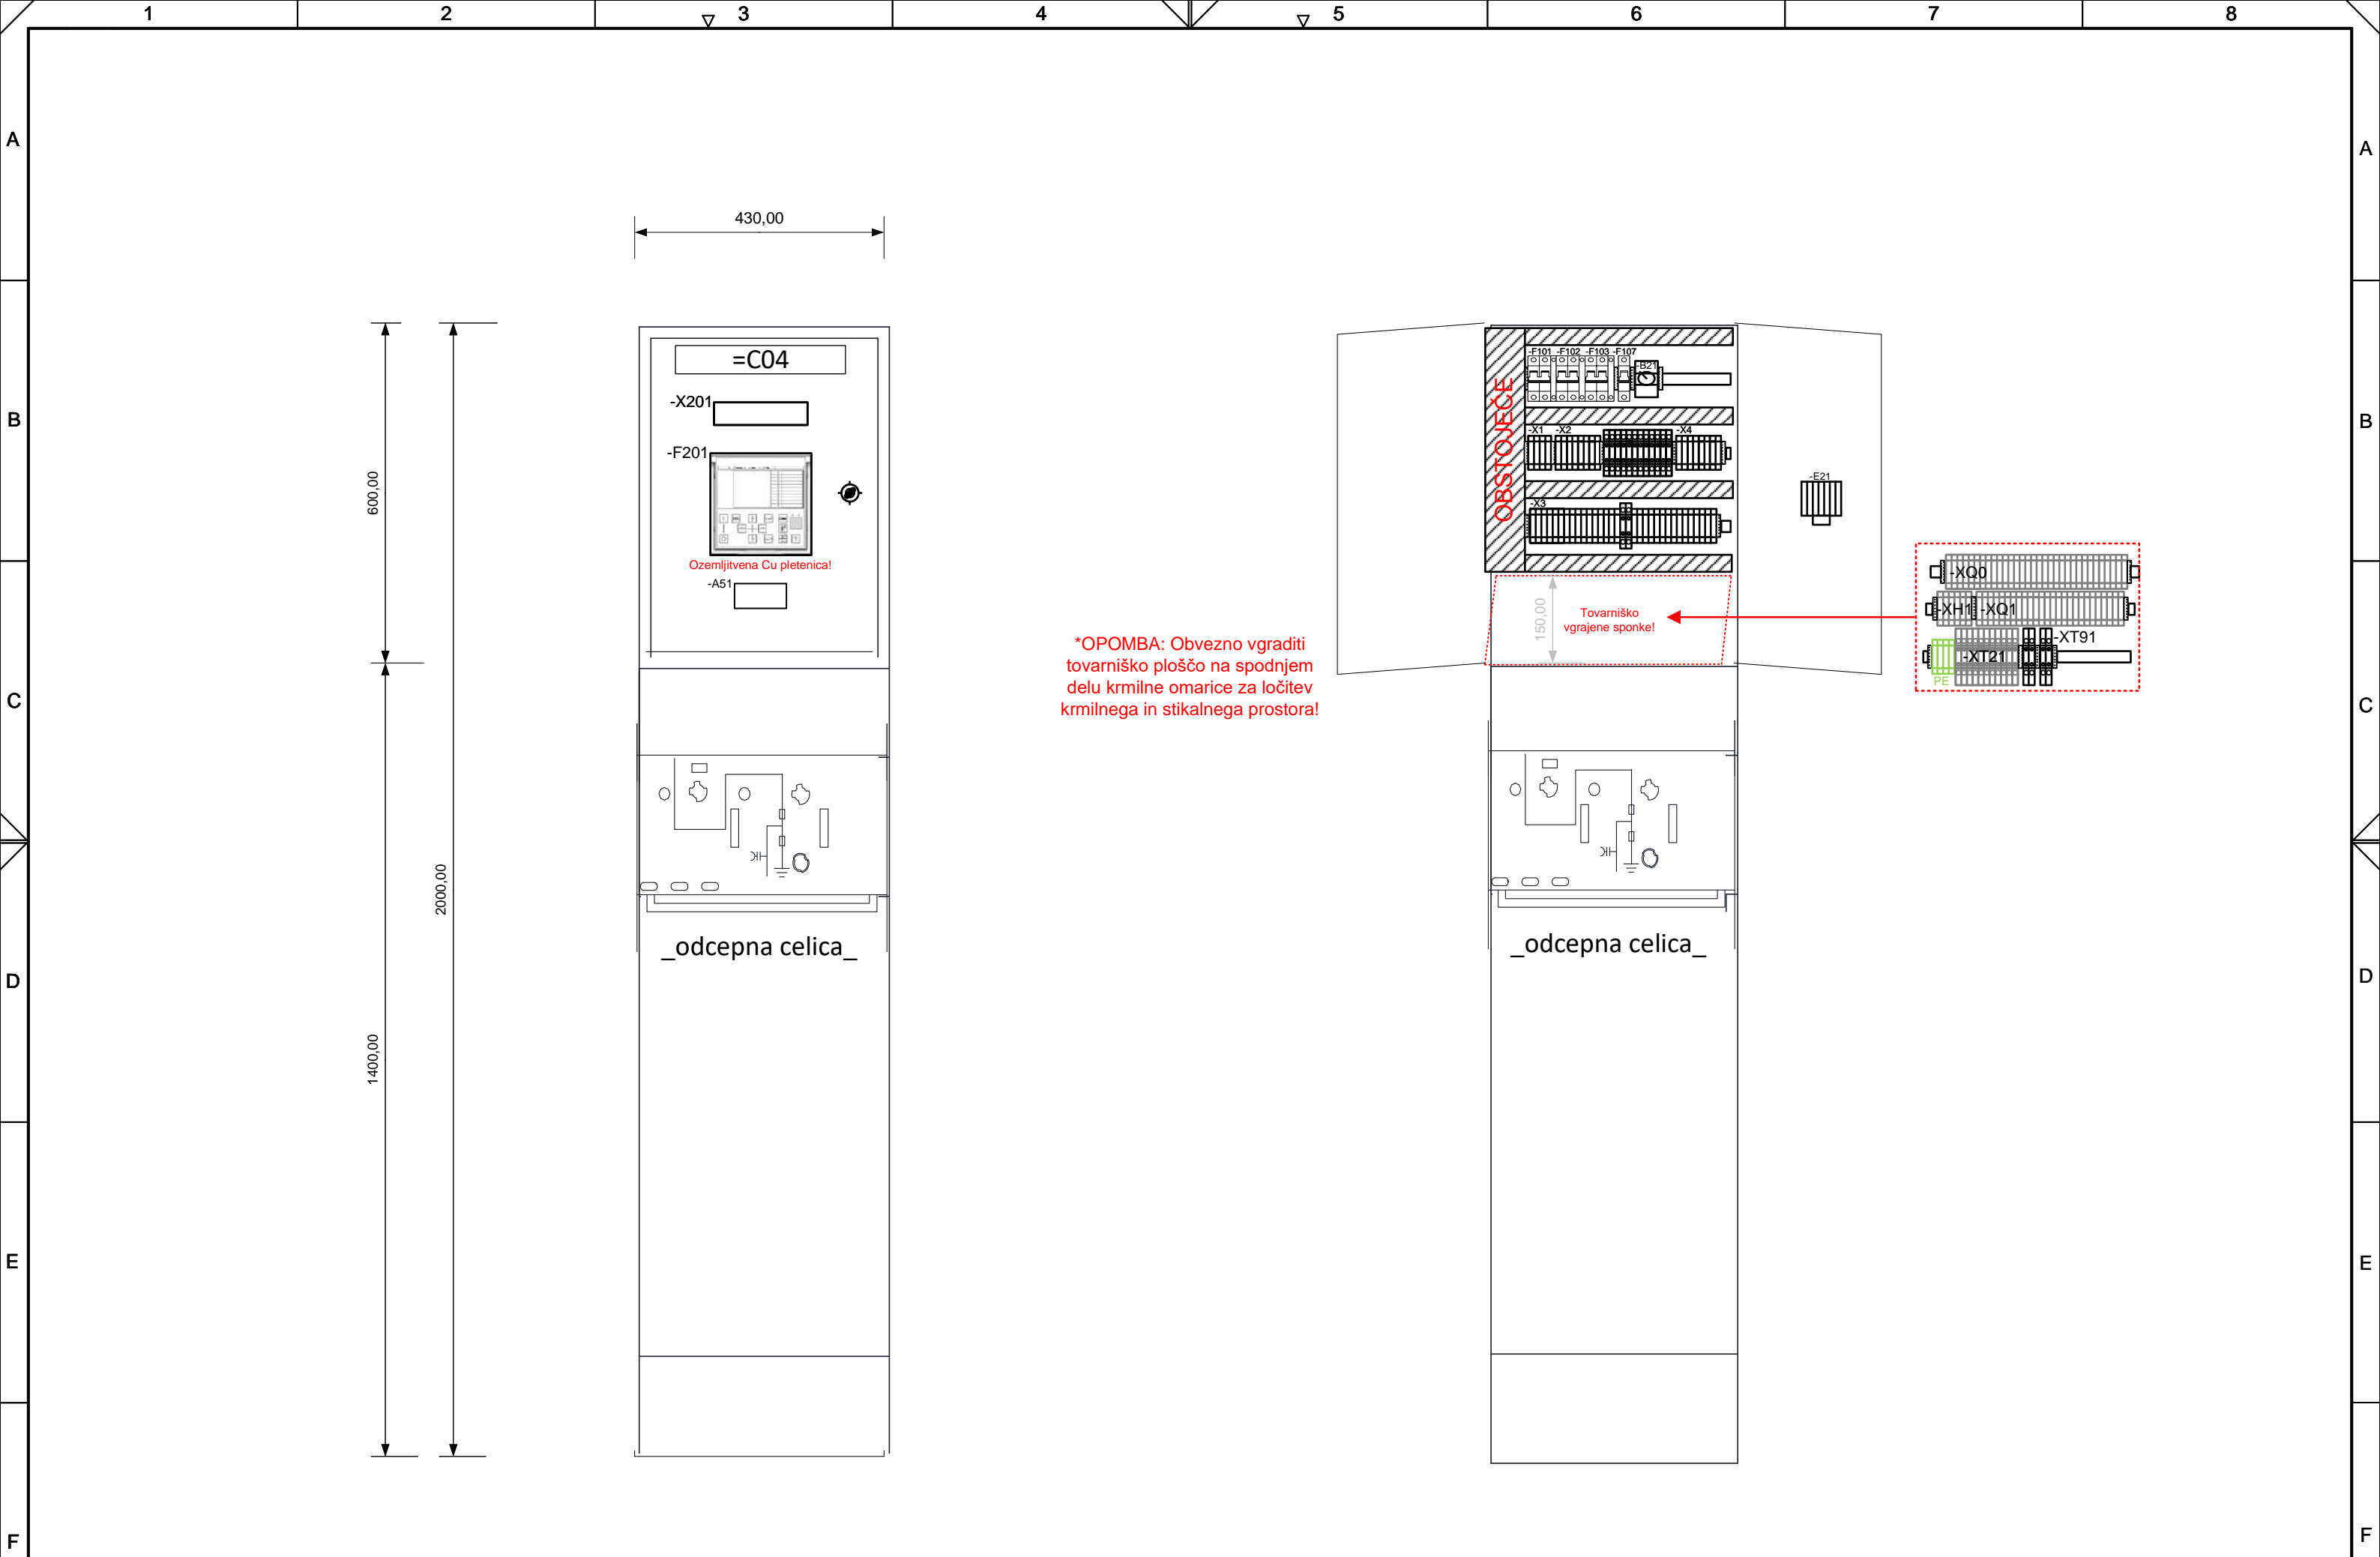 1 2 3 4 5 6 7 8
A A
B B
C C
D D
E E
F F
430,00
600,00
2000,00
1400,00
=C04
-X201
-F201
Ozemljitvena Cu pletenica!
-A51
_odcepna celica_
*OPOMBA: Obvezno vgraditi
tovarniško ploščo na spodnjem
delu krmilne omarice za ločitev
krmilnega in stikalnega prostora!
OBSTOJEČE
-F101 -F102 -F103 -F107
-B21
-X1 -X2 -X4
-X3
-E21
150,00
Tovarniško
vgrajene sponke!
-XQ0
-XH1 -XQ1
-XT91
-XT21
PE
_odcepna celica_